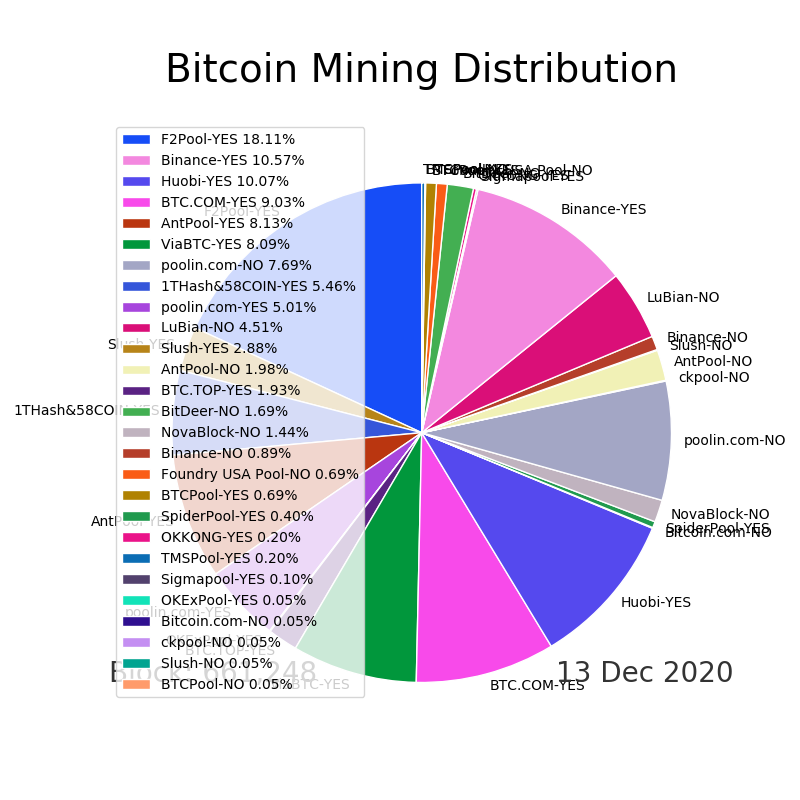 Bitcoin Mining Distribution
F2Pool-YES 18.11%
Binance-YES 10.57%
Huobi-YES 10.07%
BTC.COM-YES 9.03%
AntPool-YES 8.13%
ViaBTC-YES 8.09%
poolin.com-NO 7.69%
1THash&58COIN-YES 5.46%
poolin.com-YES 5.01%
LuBian-NO 4.51%
Slush-YES 2.88%
AntPool-NO 1.98%
BTC.TOP-YES 1.93%
BitDeer-NO 1.69%
NovaBlock-NO 1.44%
Binance-NO 0.89%
Foundry USA Pool-NO 0.69%
BTCPool-YES 0.69%
SpiderPool-YES 0.40%
OKKONG-YES 0.20%
TMSPool-YES 0.20%
Sigmapool-YES 0.10%
OKExPool-YES 0.05%
Bitcoin.com-NO 0.05%
ckpool-NO 0.05%
Slush-NO 0.05%
BTCPool-NO 0.05%
Sigmapool-YES
Binance-YES
LuBian-NO
Binance-NO
Slush-NO
AntPool-NO
ckpool-NO
poolin.com-NO
NovaBlock-NO
SpiderPool-YES
Bitcoin.com-NO
Huobi-YES
BTC.COM-YES
F2Pool-YES
Slush-YES
1THash&58COIN-YES
AntPool-YES
poolin.com-YES
BTC.TOP-YES
Block: 661,248
13 Dec 2020